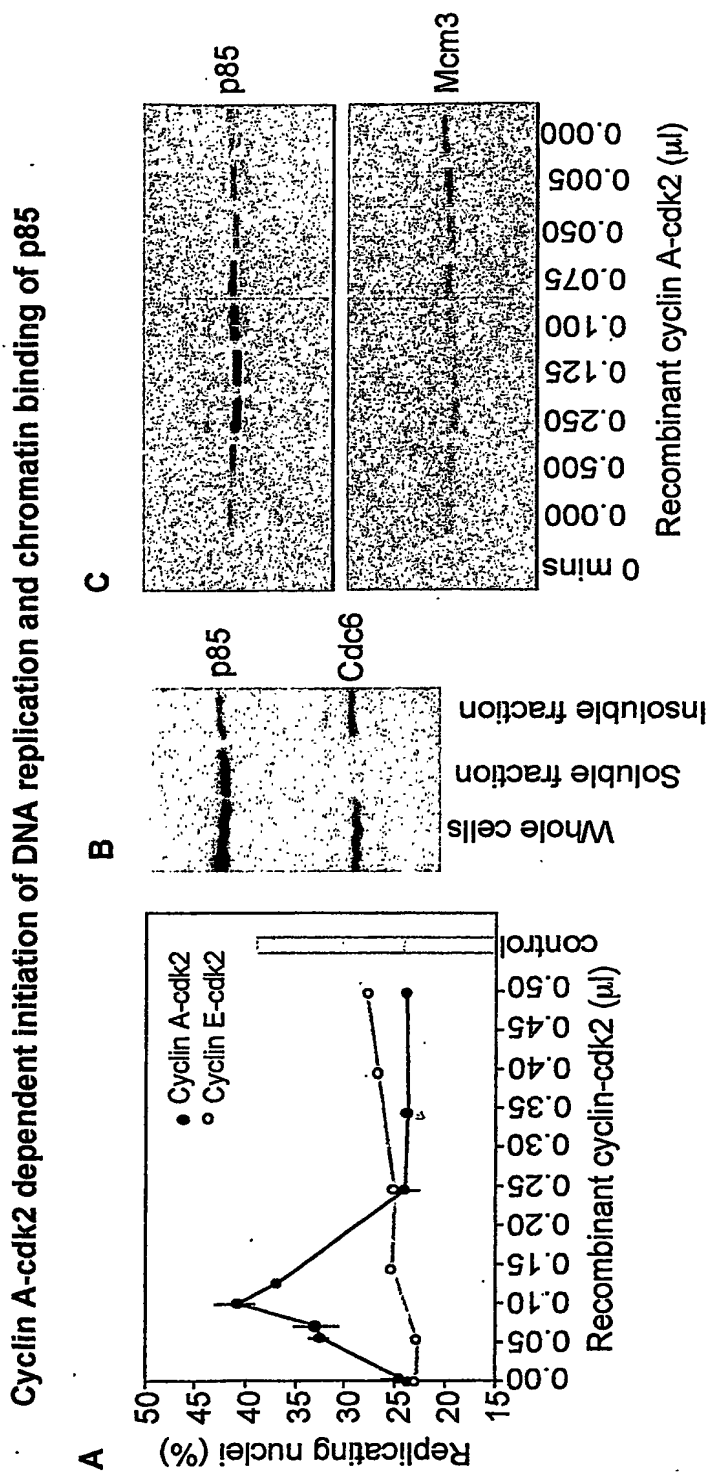 Cyclin A-cdk2 dependent initiation of DNA replication and chromatin binding of p85
A
Replicating nuclei (%)
50
45
40
35
30
25
20
15
Cyclin A-cdk2
Cyclin E-cdk2
0.00
0.05
0.10
0.15
0.20
0.25
0.30
0.35
0.40
0.45
0.50
control
Recombinant cyclin-cdk2 (µl)
B
p85
Cdc6
Whole cells
Soluble fraction
Insoluble fraction
C
p85
Mcm3
0 mins
0.000
0.500
0.250
0.125
0.100
0.075
0.050
0.005
0.000
Recombinant cyclin A-cdk2 (µl)